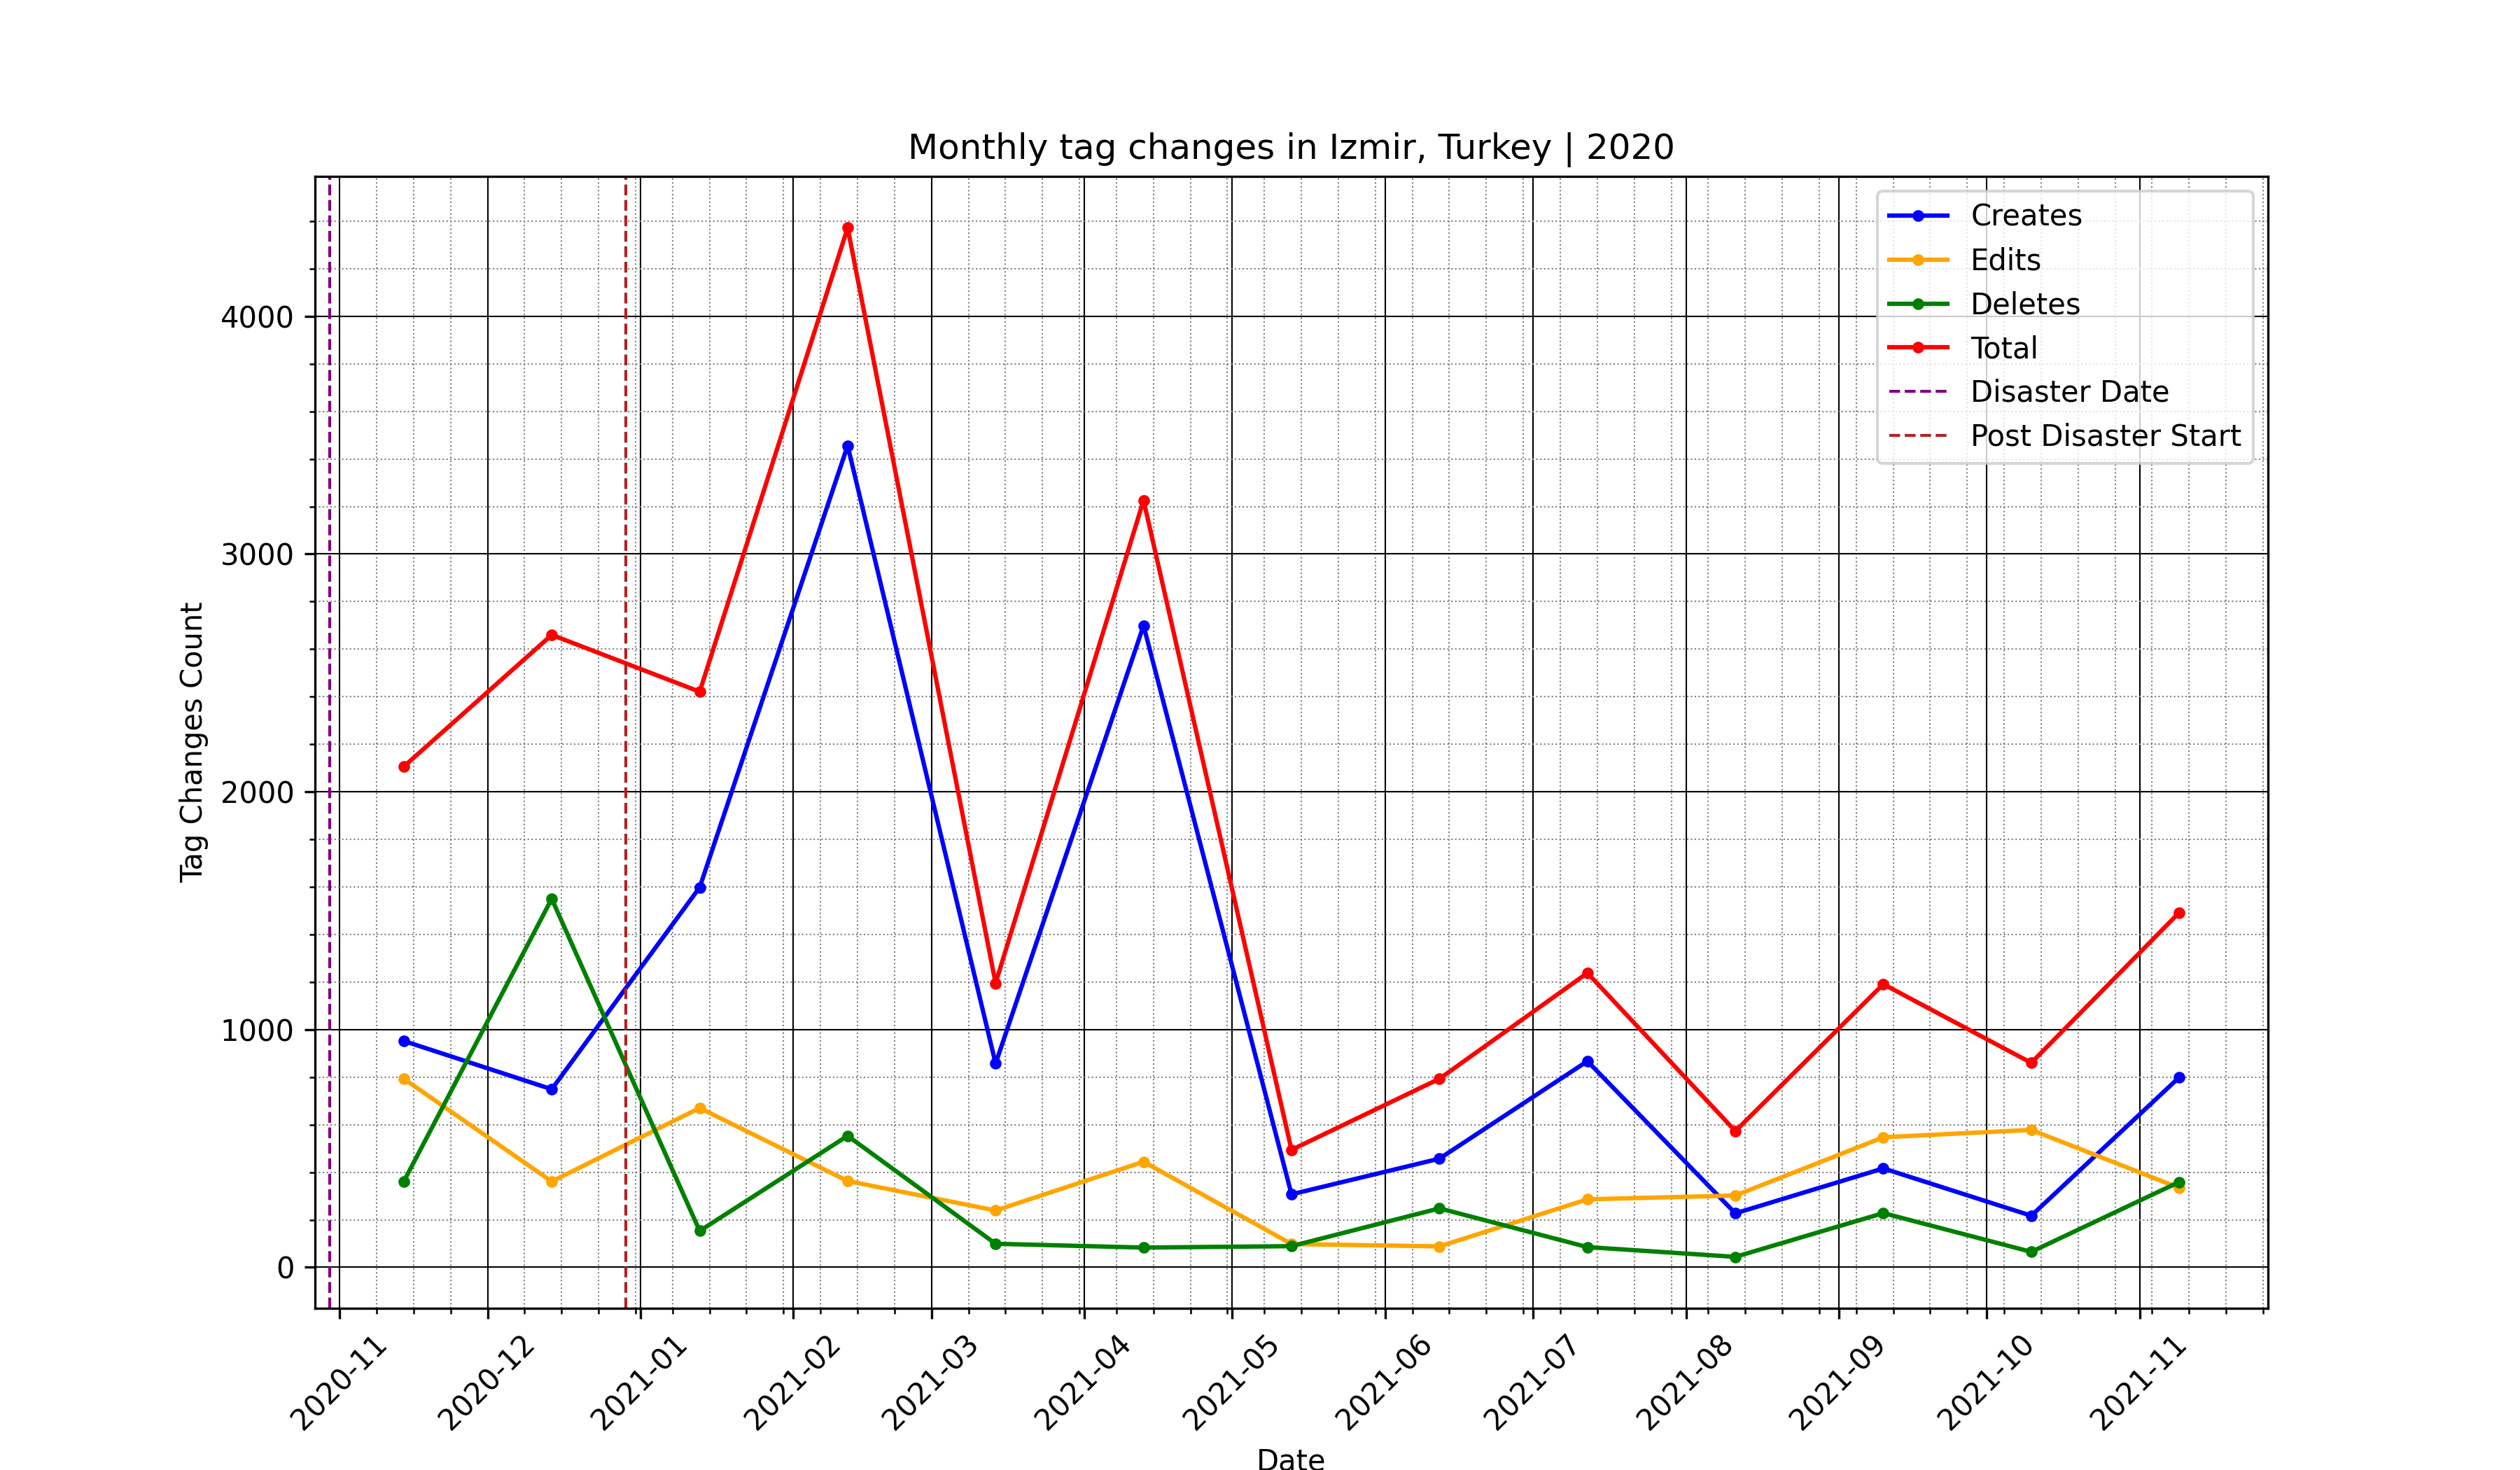 Monthly tag changes in Izmir, Turkey | 2020
Creates
Edits
Deletes
Total
Disaster Date
Post Disaster Start
Tag Changes Count
4000
3000
2000
1000
0
2020-11
2020-12
2021-01
2021-02
2021-03
2021-04
2021-05
2021-06
2021-07
2021-08
2021-09
2021-10
2021-11
Date